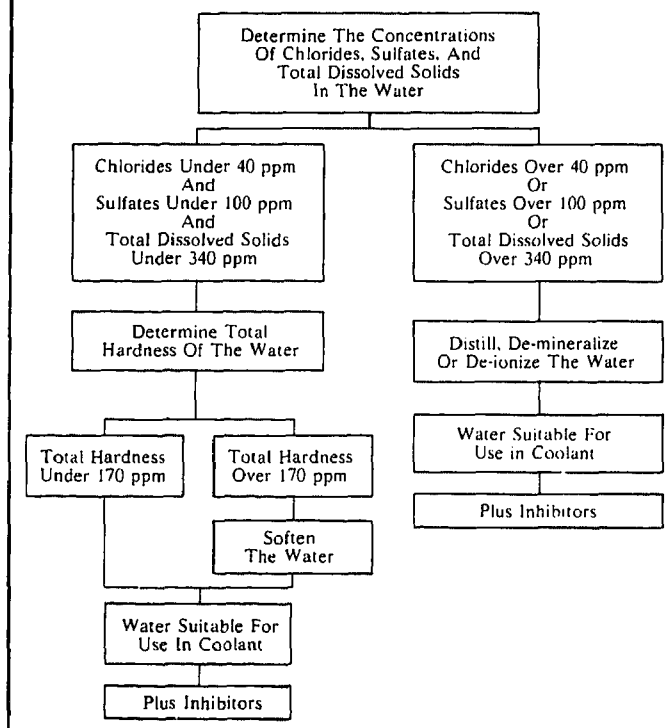 Determine The Concentrations
Of Chlorides, Sulfates, And
Total Dissolved Solids
In The Water
Chlorides Under 40 ppm
And
Sulfates Under 100 ppm
And
Total Dissolved Solids
Under 340 ppm
Chlorides Over 40 ppm
Or
Sulfates Over 100 ppm
Or
Total Dissolved Solids
Over 340 ppm
Determine Total
Hardness Of The Water
Distill, De-mineralize
Or De-ionize The Water
Total Hardness
Under 170 ppm
Total Hardness
Over 170 ppm
Water Suitable For
Use in Coolant
Plus Inhibitors
Soften
The Water
Water Suitable For
Use In Coolant
Plus Inhibitors